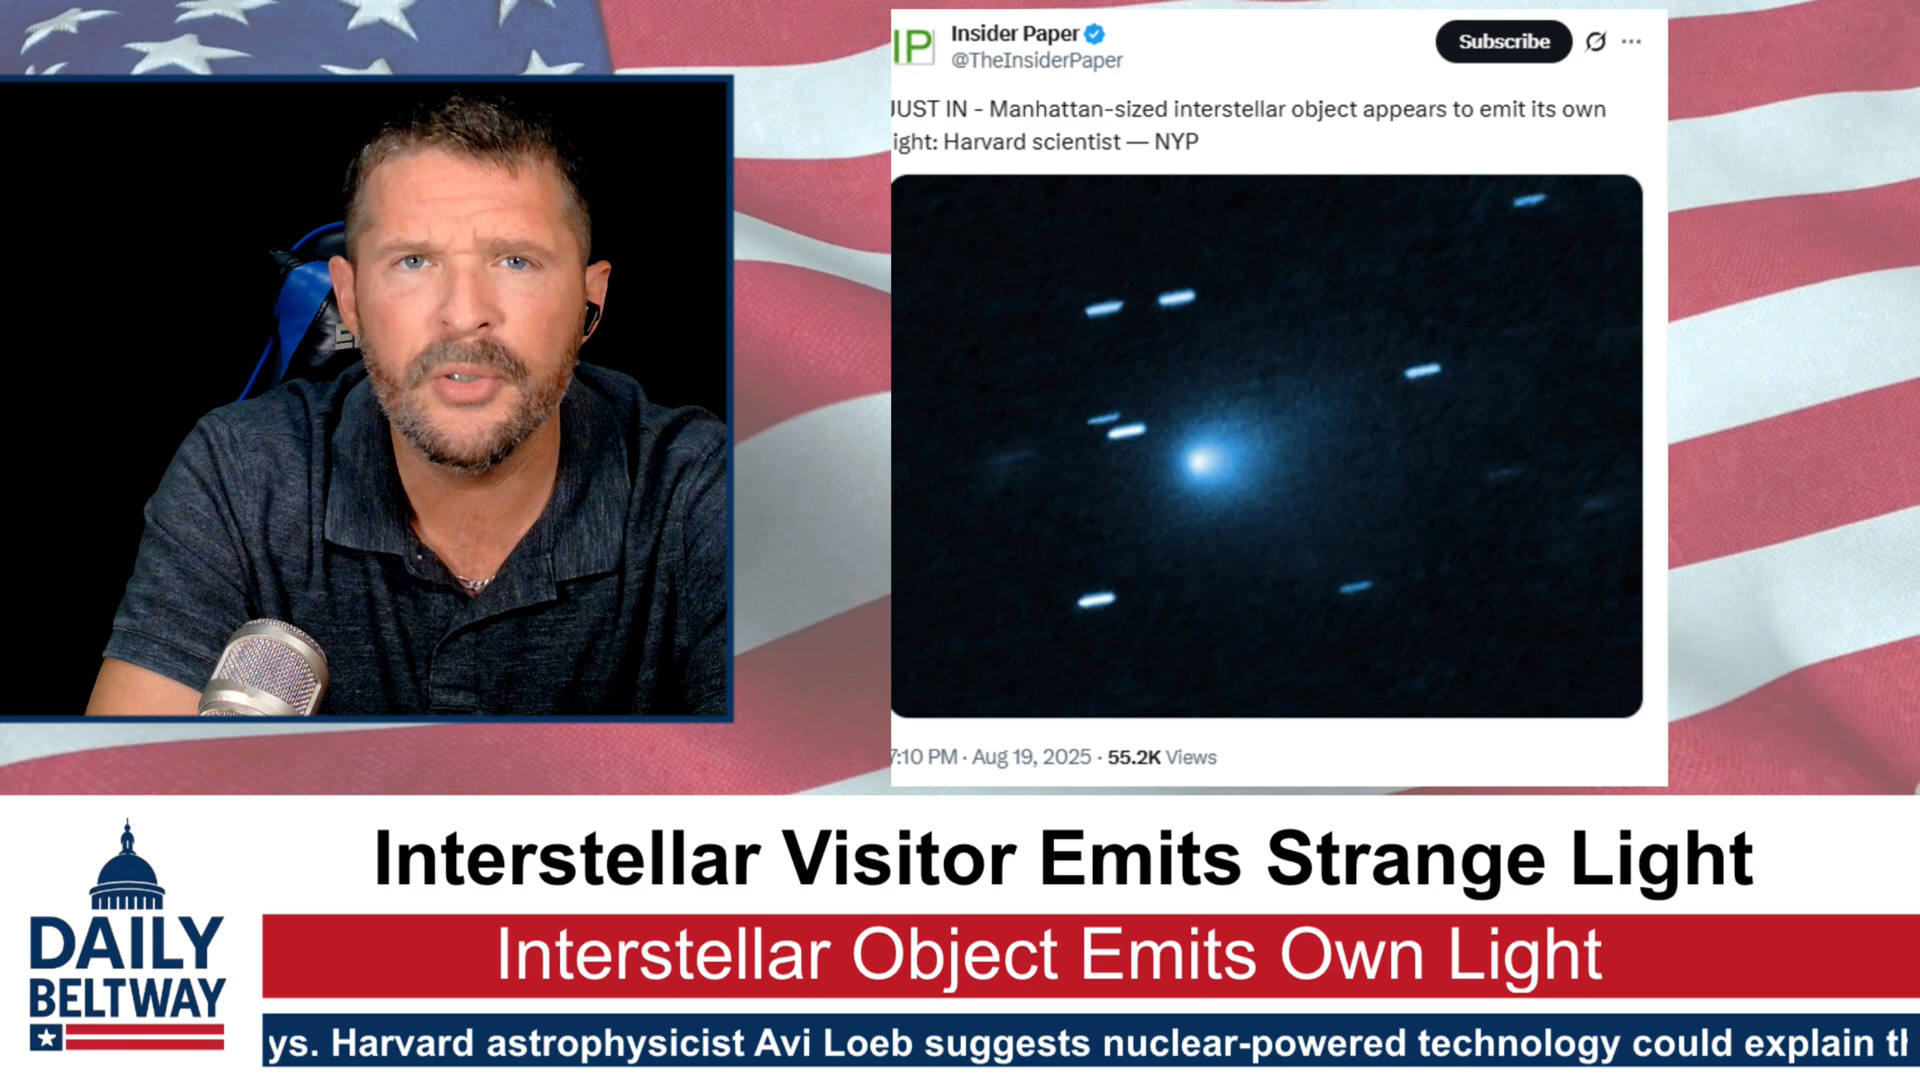 IP
Insider Paper
@TheInsiderPaper
Subscribe
JUST IN - Manhattan-sized interstellar object appears to emit its own
ight: Harvard scientist — NYP
7:10 PM · Aug 19, 2025 · 55.2K Views
Interstellar Visitor Emits Strange Light
Interstellar Object Emits Own Light
DAILY
BELTWAY
ys. Harvard astrophysicist Avi Loeb suggests nuclear-powered technology could explain